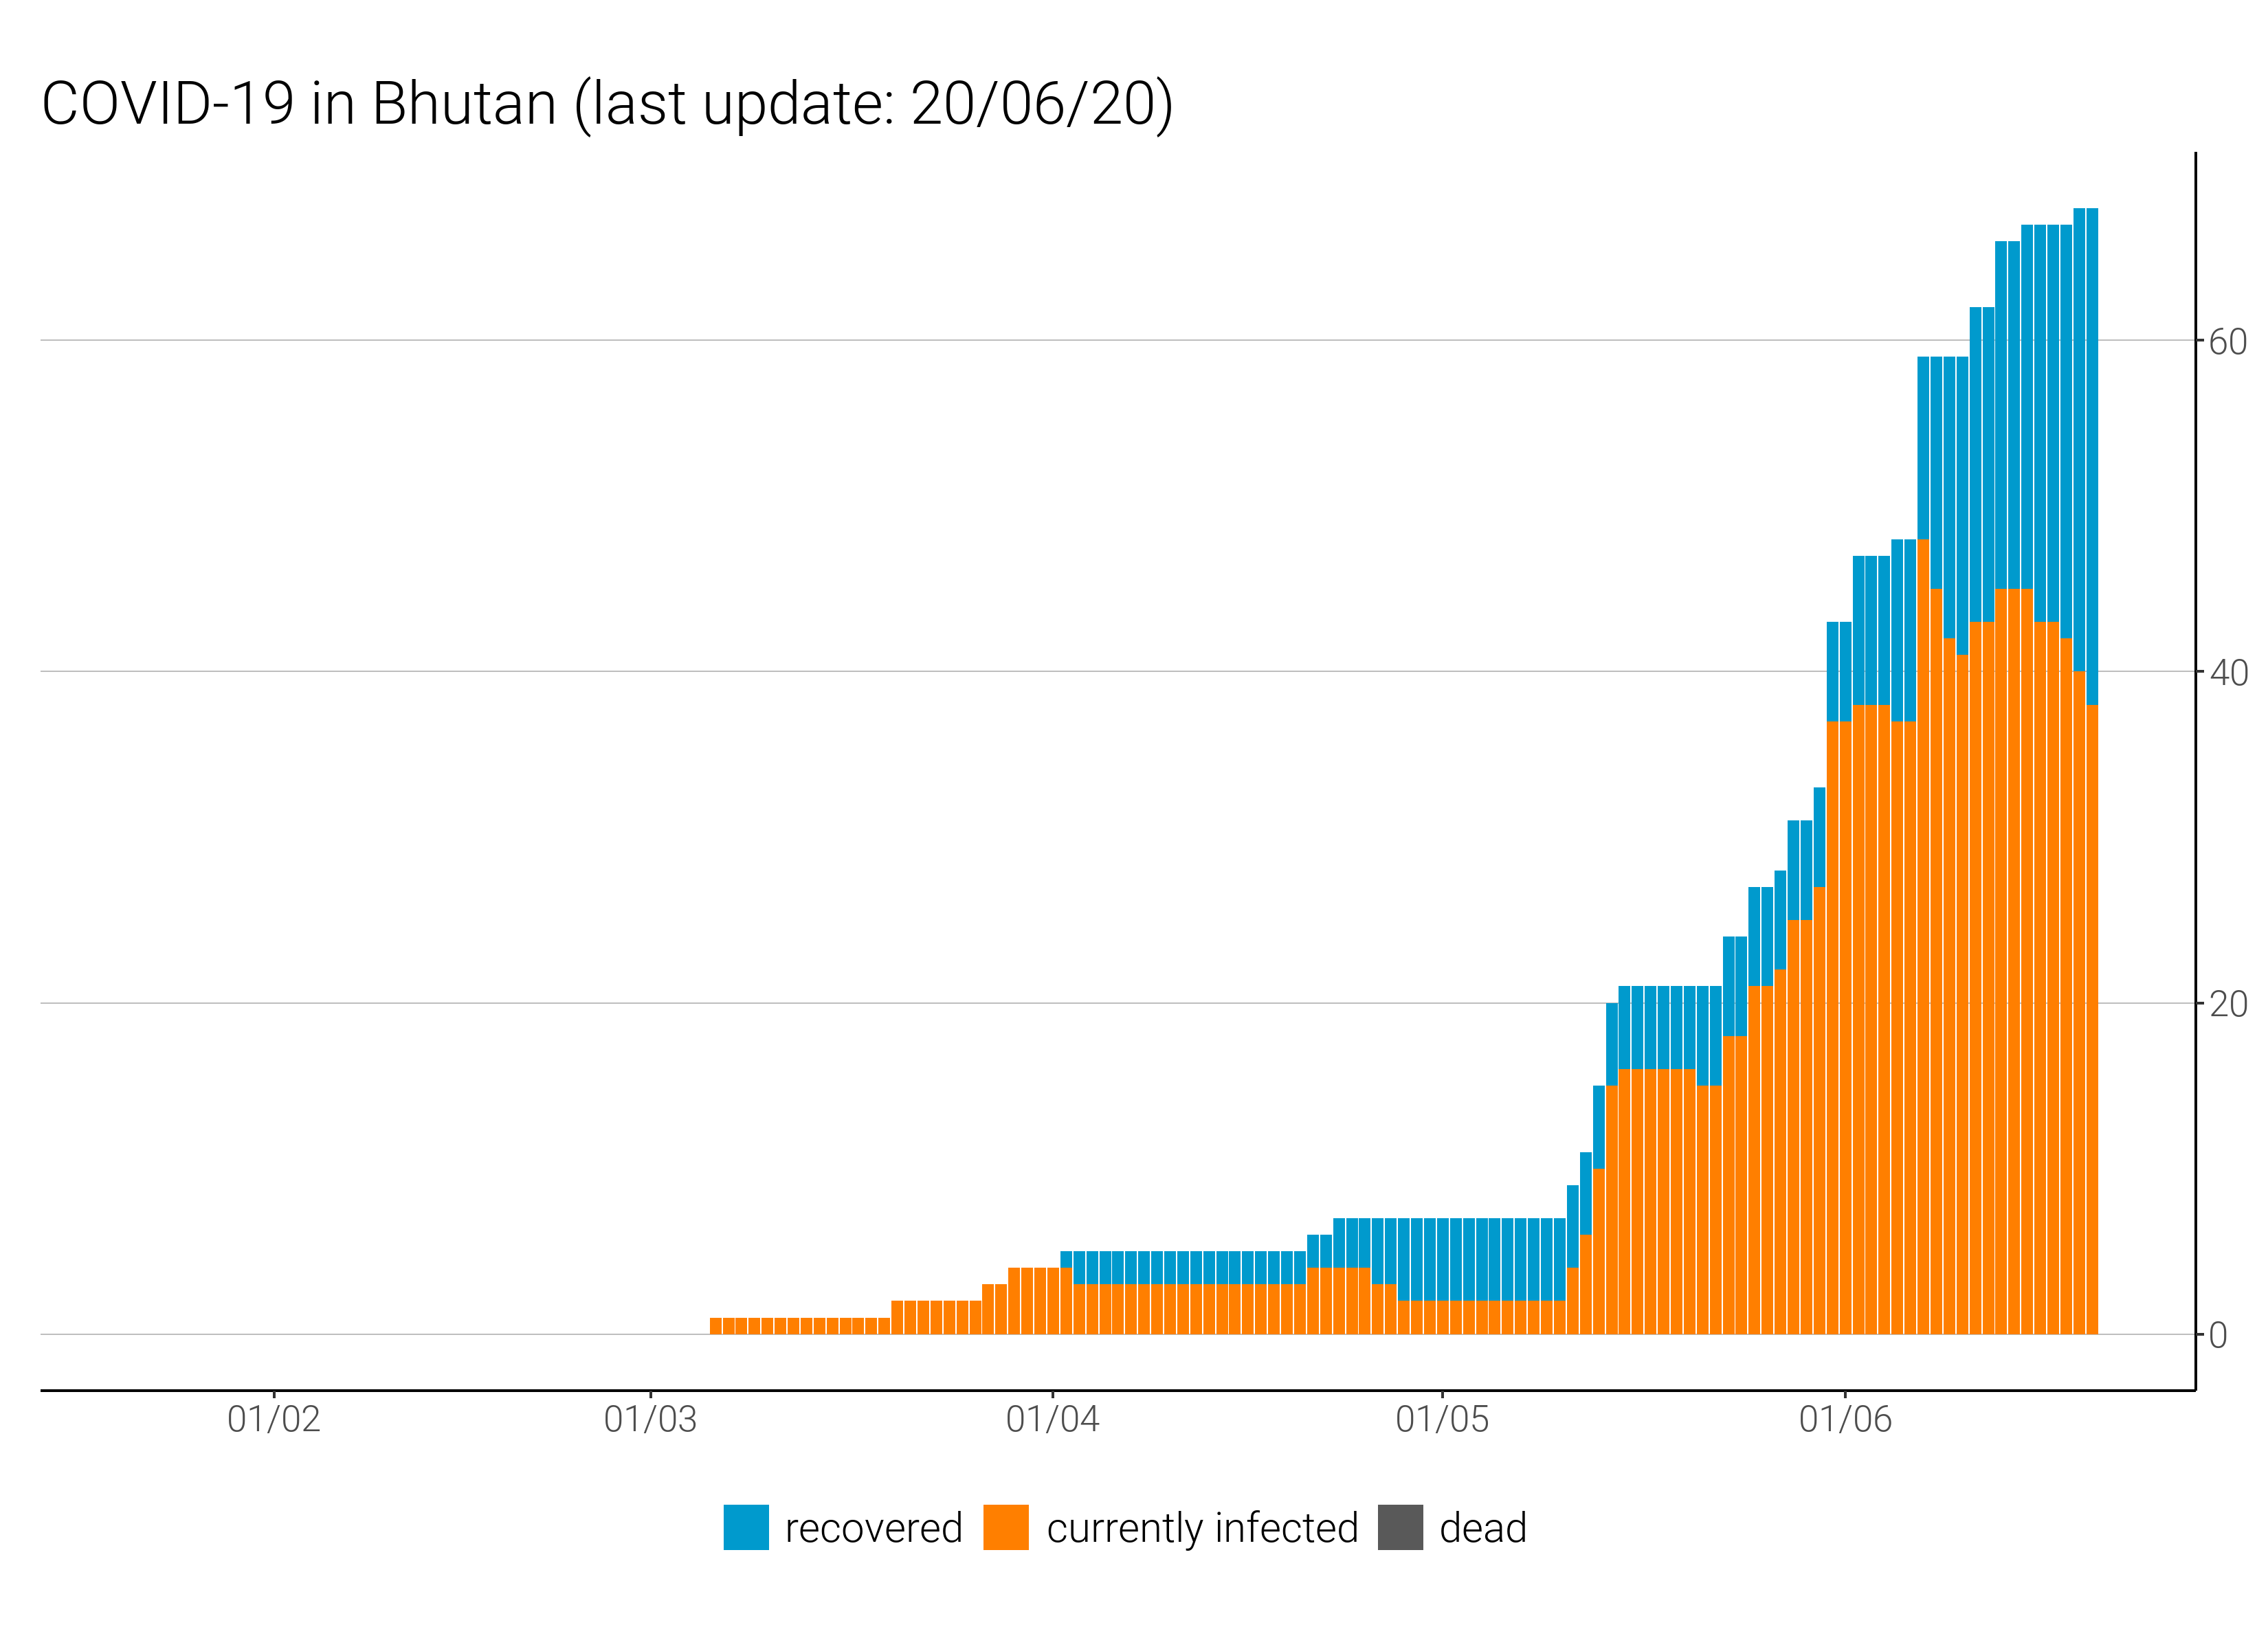 COVID-19 in Bhutan (last update: 20/06/20)
60
40
20
0
01/02 01/03 01/04 01/05 01/06
recovered currently infected dead